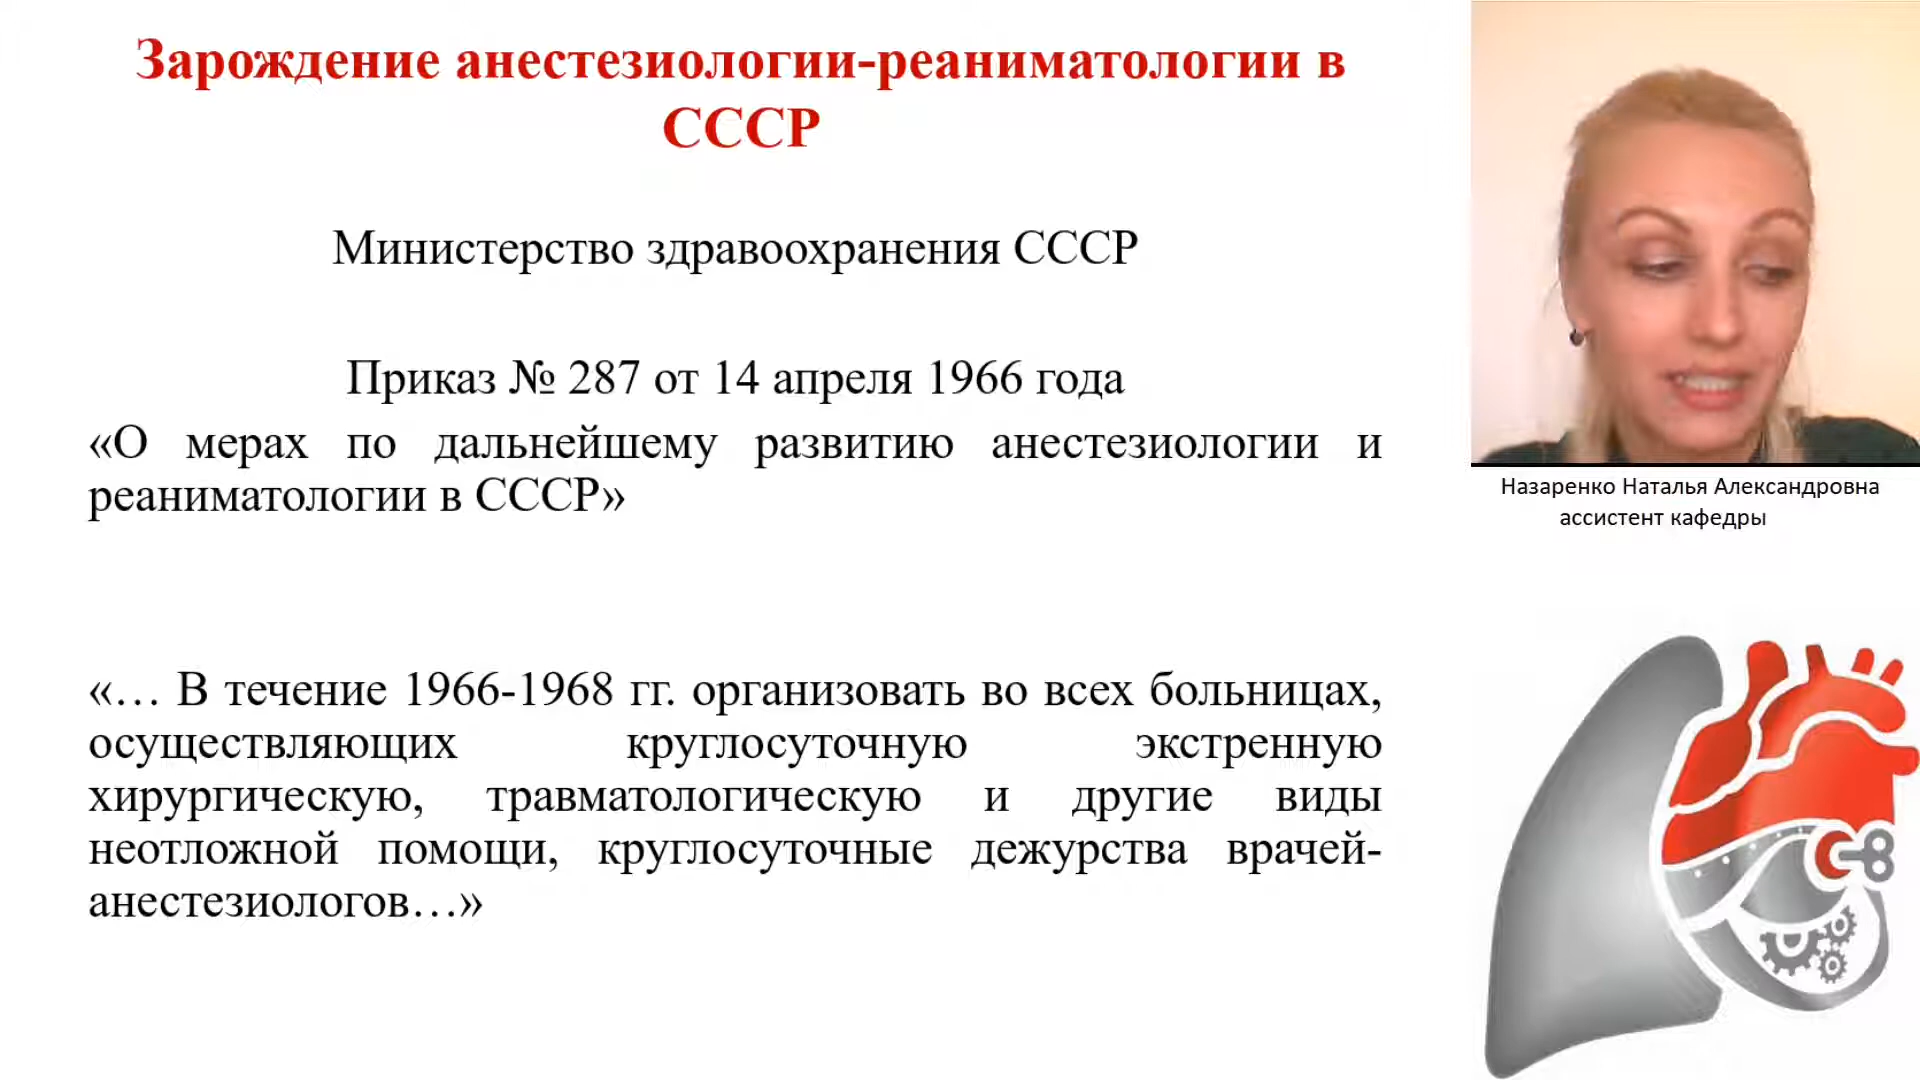 Зарождение анестезиологии-реаниматологии в
СССР
Министерство здравоохранения СССР
Приказ № 287 от 14 апреля 1966 года
«О мерах по дальнейшему развитию анестезиологии и
реаниматологии в СССР»
«… В течение 1966-1968 гг. организовать во всех больницах,
осуществляющих круглосуточную экстренную
хирургическую, травматологическую и другие виды
неотложной помощи, круглосуточные дежурства врачей-
анестезиологов…»
Назаренко Наталья Александровна
ассистент кафедры